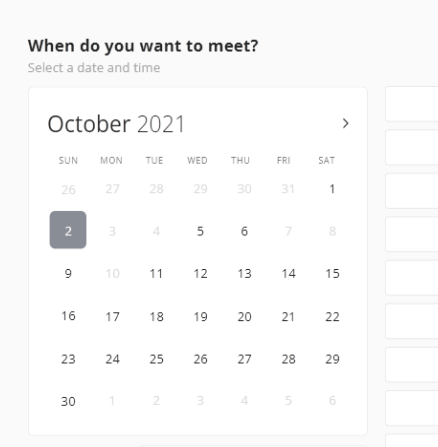 When do you want to meet?
Select a date and time
October 2021
SUN MON TUE WED THU FRI SAT
26 27 28 29 30 31 1
2 3 4 5 6 7 8
9 10 11 12 13 14 15
16 17 18 19 20 21 22
23 24 25 26 27 28 29
30 1 2 3 4 5 6